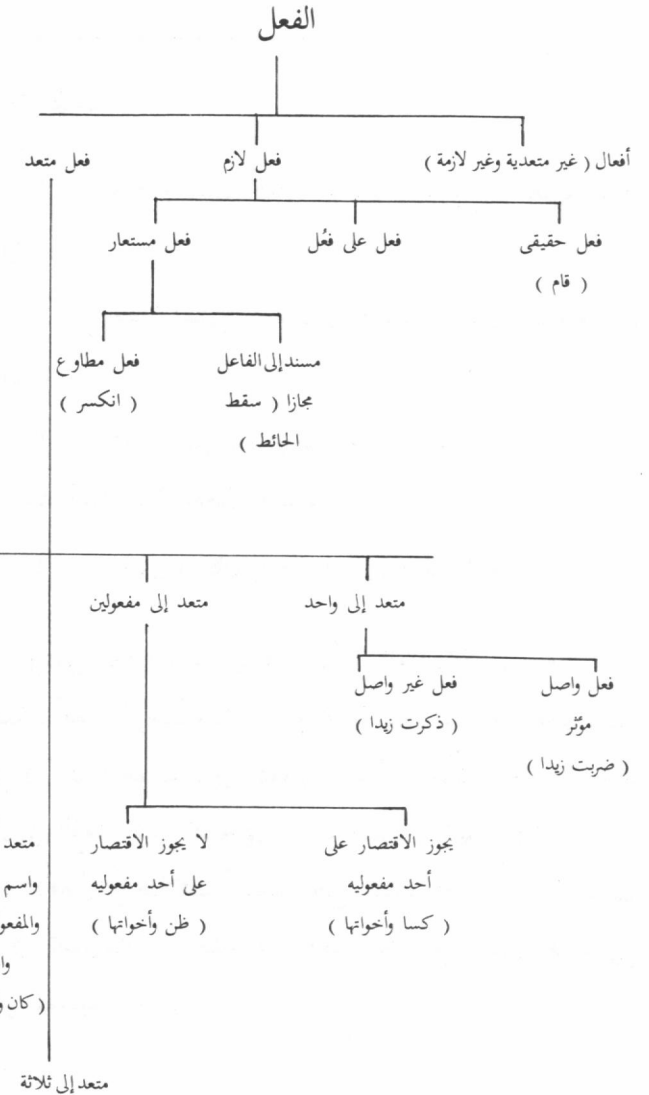 الفعل
أفعال ( غير متعدية وغير لازمة )
فعل لازم
فعل متعد
فعل حقيقى
( قام )
فعل على فعُل
فعل مستعار
مسند إلى الفاعل
مجازا ( سقط
الحائط )
فعل مطاوع
( انكسر )
متعد إلى واحد
متعد إلى مفعولين
فعل واصل
مؤثر
( ضربت زيدا )
فعل غير واصل
( ذكرت زيدا )
يجوز الاقتصار على
أحد مفعوليه
( كسا وأخواتها )
لا يجوز الاقتصار
على أحد مفعوليه
( ظن وأخواتها )
متعد
واسم
( كان
متعد إلى ثلاثة